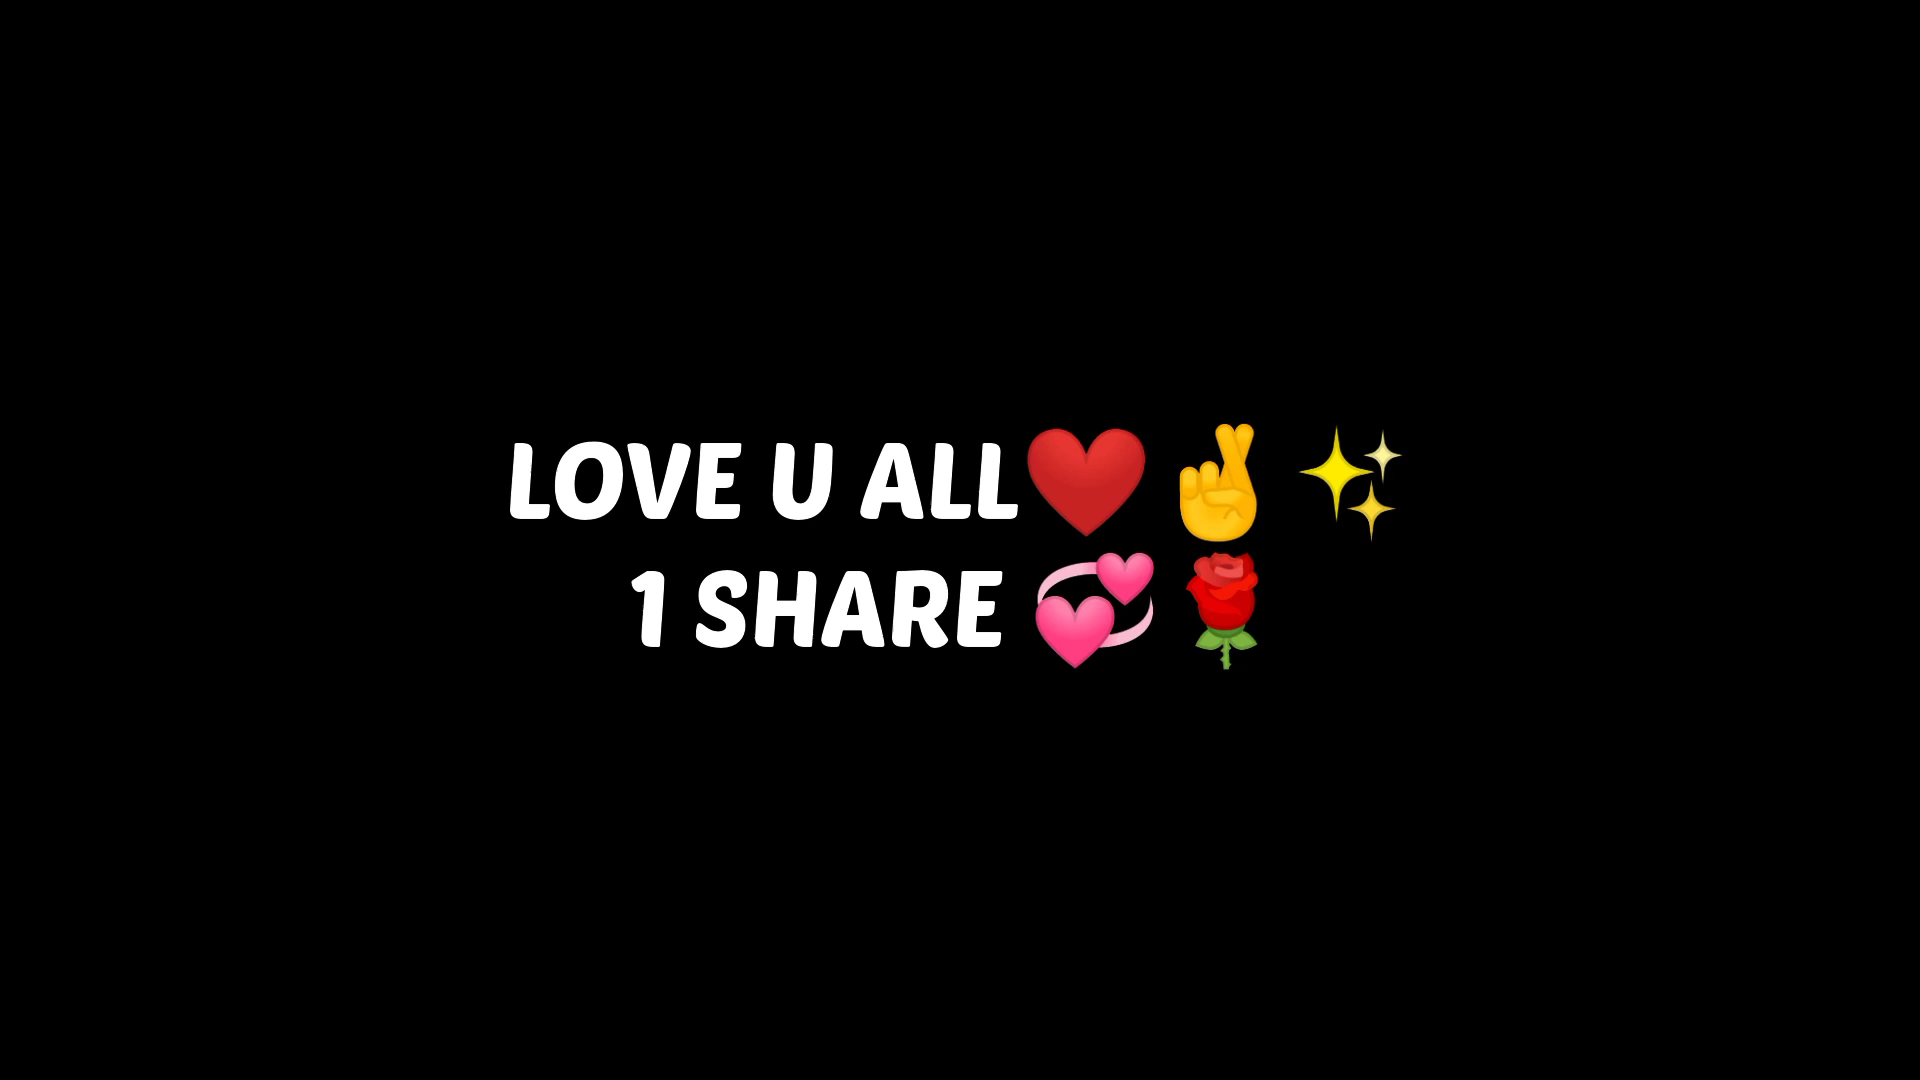 LOVE U ALL❤️🤞✨
1 SHARE 💞🌹